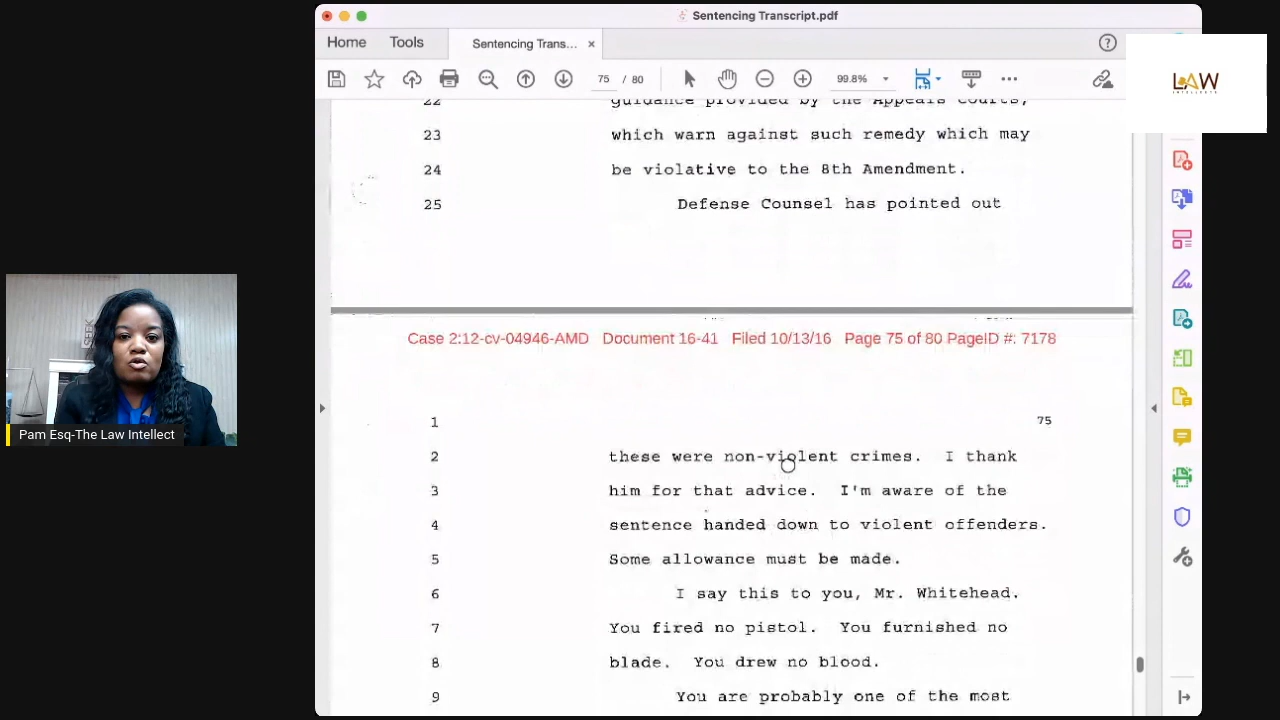 Sentencing Transcript.pdf
Home
Tools
Sentencing Trans...
75 / 80
99.8%
LAW
INTELLECT
22 guidance provided by the Appeals Courts,
23 which warn against such remedy which may
24 be violative to the 8th Amendment.
25 Defense Counsel has pointed out
Case 2:12-cv-04946-AMD Document 16-41 Filed 10/13/16 Page 75 of 80 PageID #: 7178
1 75
2 these were non-violent crimes. I thank
3 him for that advice. I'm aware of the
4 sentence handed down to violent offenders.
5 Some allowance must be made.
6 I say this to you, Mr. Whitehead.
7 You fired no pistol. You furnished no
8 blade. You drew no blood.
9 You are probably one of the most
Pam Esq-The Law Intellect